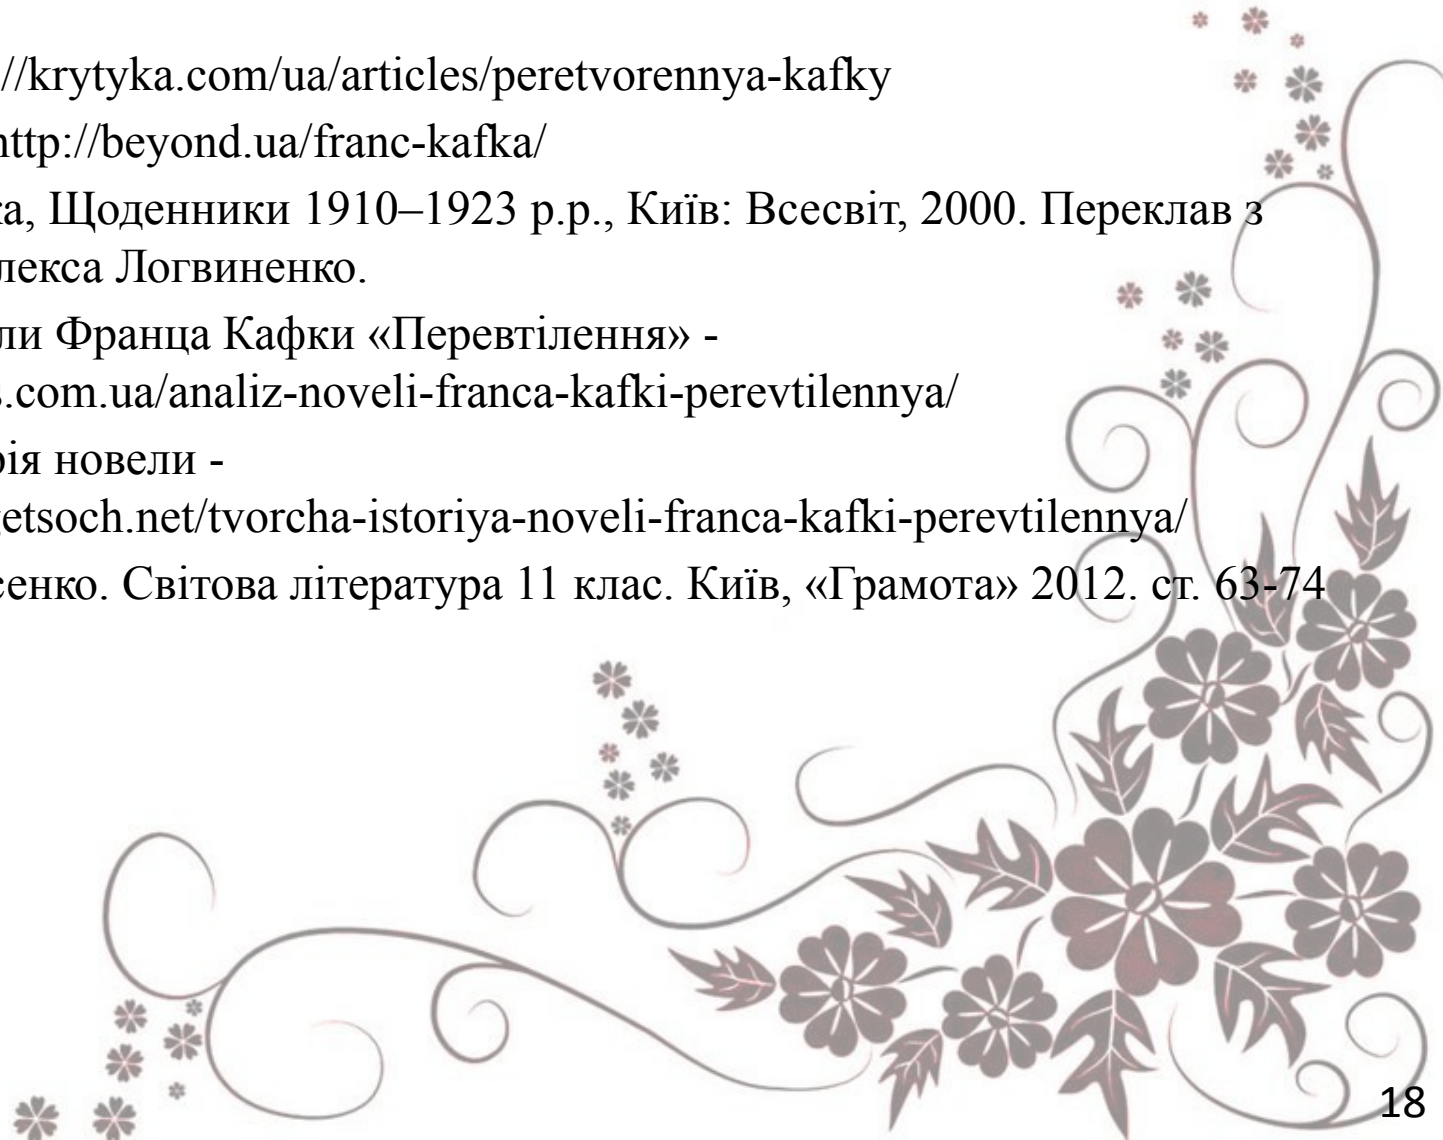 //krytyka.com/ua/articles/peretvorennya-kafky
http://beyond.ua/franc-kafka/
ка, Щоденники 1910–1923 р.р., Київ: Всесвіт, 2000. Переклав з
лекса Логвиненко.
ли Франца Кафки «Перевтілення» -
s.com.ua/analiz-noveli-franca-kafki-perevtilennya/
рія новели -
getsoch.net/tvorcha-istoriya-noveli-franca-kafki-perevtilennya/
сенко. Світова література 11 клас. Київ, «Грамота» 2012. ст. 63-74
18